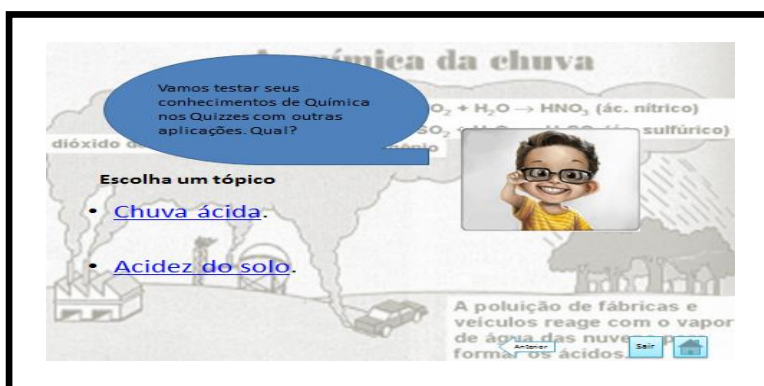 química da chuva
Vamos testar seus
conhecimentos de Química
nos Quizzes com outras
aplicações. Qual?
O₂ + H₂O → HNO₃ (ác. nítrico)
sulfúrico)
dióxido
Escolha um tópico
• Chuva ácida.
• Acidez do solo.
A poluição de fábricas e
veículos reage com o vapor
de água das nuvens para
formar os ácidos.
Anterior
Sair